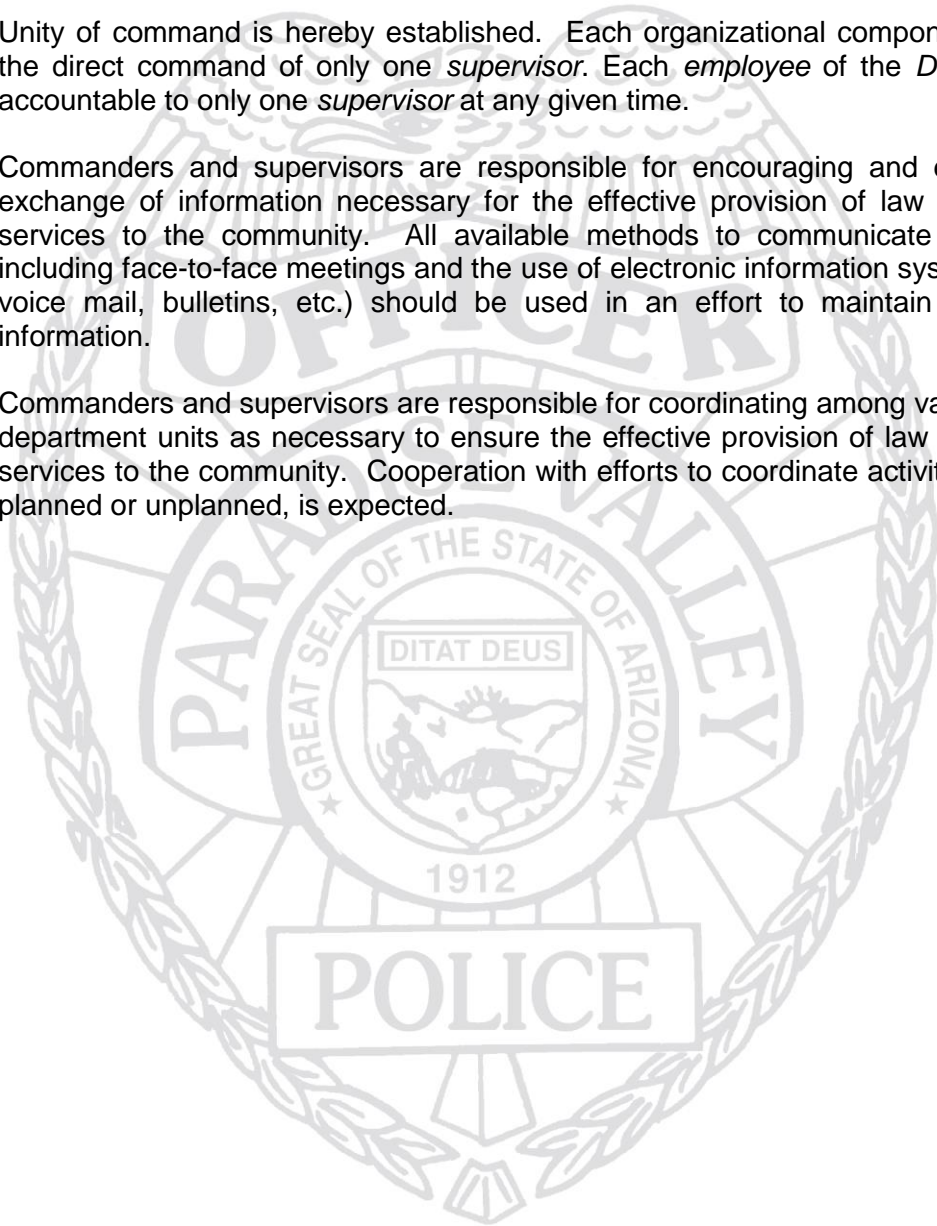 Unity of command is hereby established. Each organizational compon
the direct command of only one supervisor. Each employee of the D
accountable to only one supervisor at any given time.
Commanders and supervisors are responsible for encouraging and
exchange of information necessary for the effective provision of law
services to the community. All available methods to communicate
including face-to-face meetings and the use of electronic information sys
voice mail, bulletins, etc.) should be used in an effort to maintain
information.
Commanders and supervisors are responsible for coordinating among va
department units as necessary to ensure the effective provision of law
services to the community. Cooperation with efforts to coordinate activit
planned or unplanned, is expected.
OFFICER
PARADISE VALLEY
GREAT SEAL OF THE STATE OF ARIZONA
DITAT DEUS
1912
POLICE